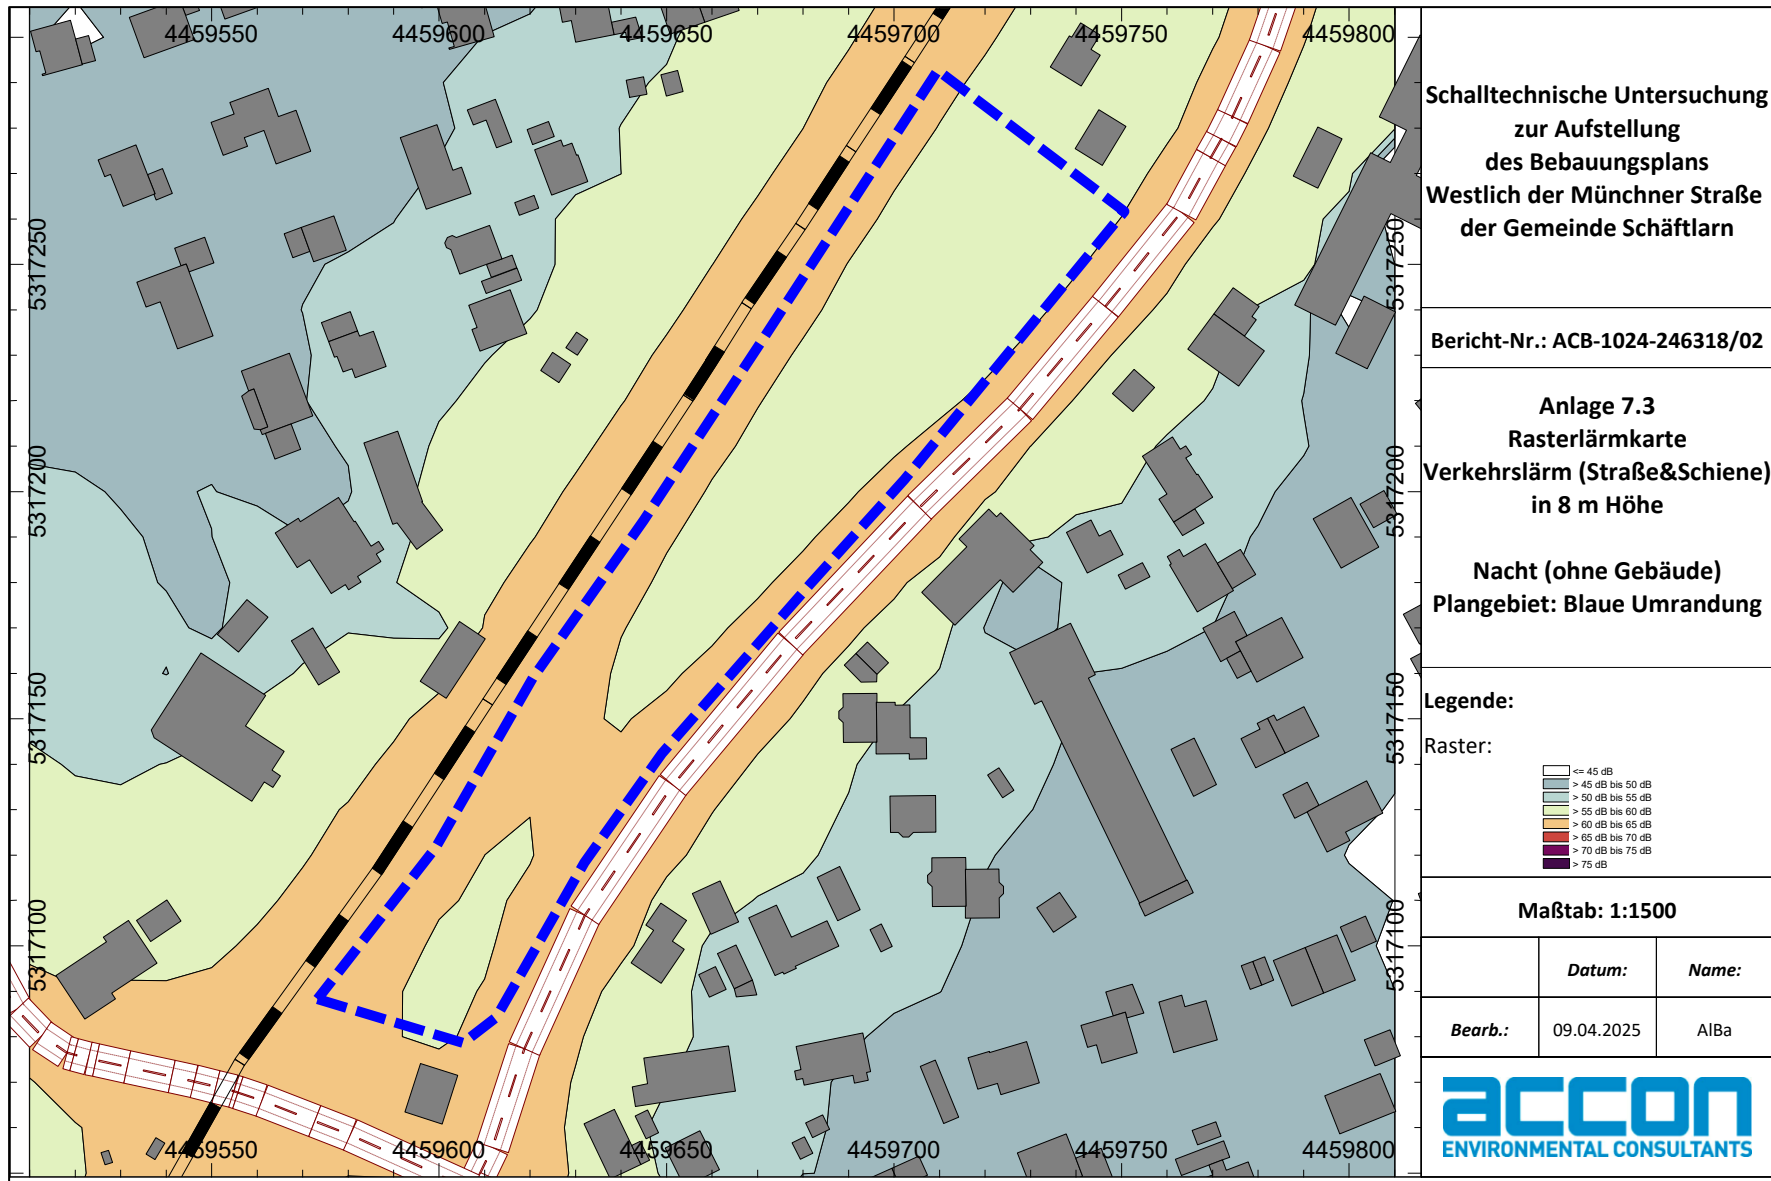 4459550 4459600 4459650 4459700 4459750 4459800
5317250 5317250
5317200 5317200
5317150 5317150
5317100 5317100
4459550 4459600 4459650 4459700 4459750 4459800
Schalltechnische Untersuchung
zur Aufstellung
des Bebauungsplans
Westlich der Münchner Straße
der Gemeinde Schäftlarn
Bericht-Nr.: ACB-1024-246318/02
Anlage 7.3
Rasterlärmkarte
Verkehrslärm (Straße&Schiene)
in 8 m Höhe
Nacht (ohne Gebäude)
Plangebiet: Blaue Umrandung
Legende:
Raster:
<= 45 dB
> 45 dB bis 50 dB
> 50 dB bis 55 dB
> 55 dB bis 60 dB
> 60 dB bis 65 dB
> 65 dB bis 70 dB
> 70 dB bis 75 dB
> 75 dB
Maßtab: 1:1500
Datum: Name:
Bearb.: 09.04.2025 AlBa
accon
ENVIRONMENTAL CONSULTANTS